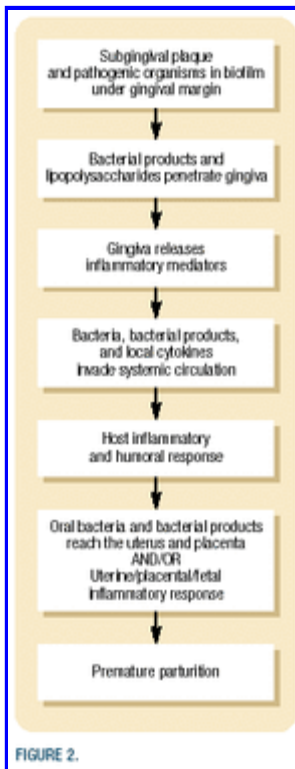 Subgingival plaque
and pathogenic organisms in biofilm
under gingival margin
Bacterial products and
lipopolysaccharides penetrate gingiva
Gingiva releases
inflammatory mediators
Bacteria, bacterial products,
and local cytokines
invade systemic circulation
Host inflammatory
and humoral response
Oral bacteria and bacterial products
reach the uterus and placenta
AND/OR
Uterine/placental/fetal
inflammatory response
Premature parturition
FIGURE 2.